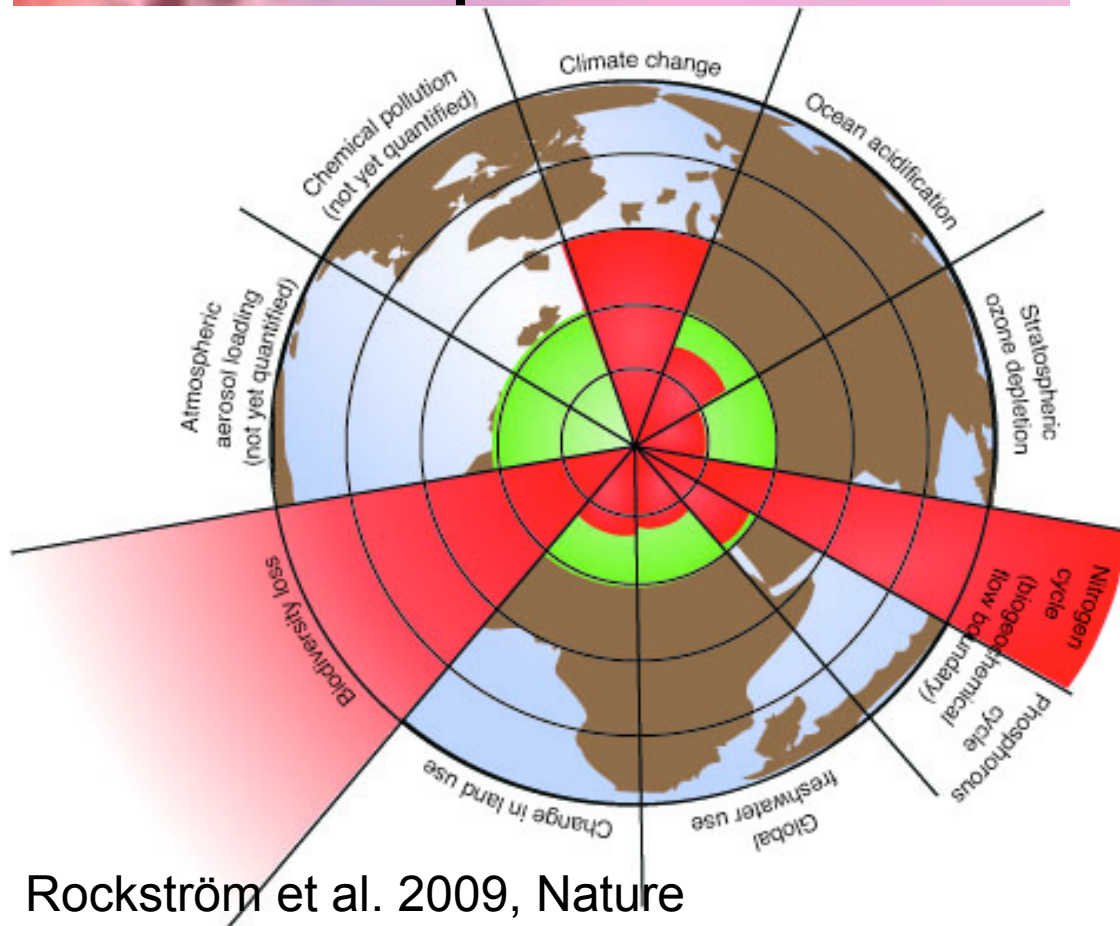 Climate change
Ocean acidification
Stratospheric
ozone depletion
Nitrogen
cycle
(biogeochemical
flow boundary)
Phosphorous
cycle
Global
freshwater use
Change in land use
Biodiversity loss
Atmospheric
aerosol loading
(not yet quantified)
Chemical pollution
(not yet quantified)
Rockström et al. 2009, Nature